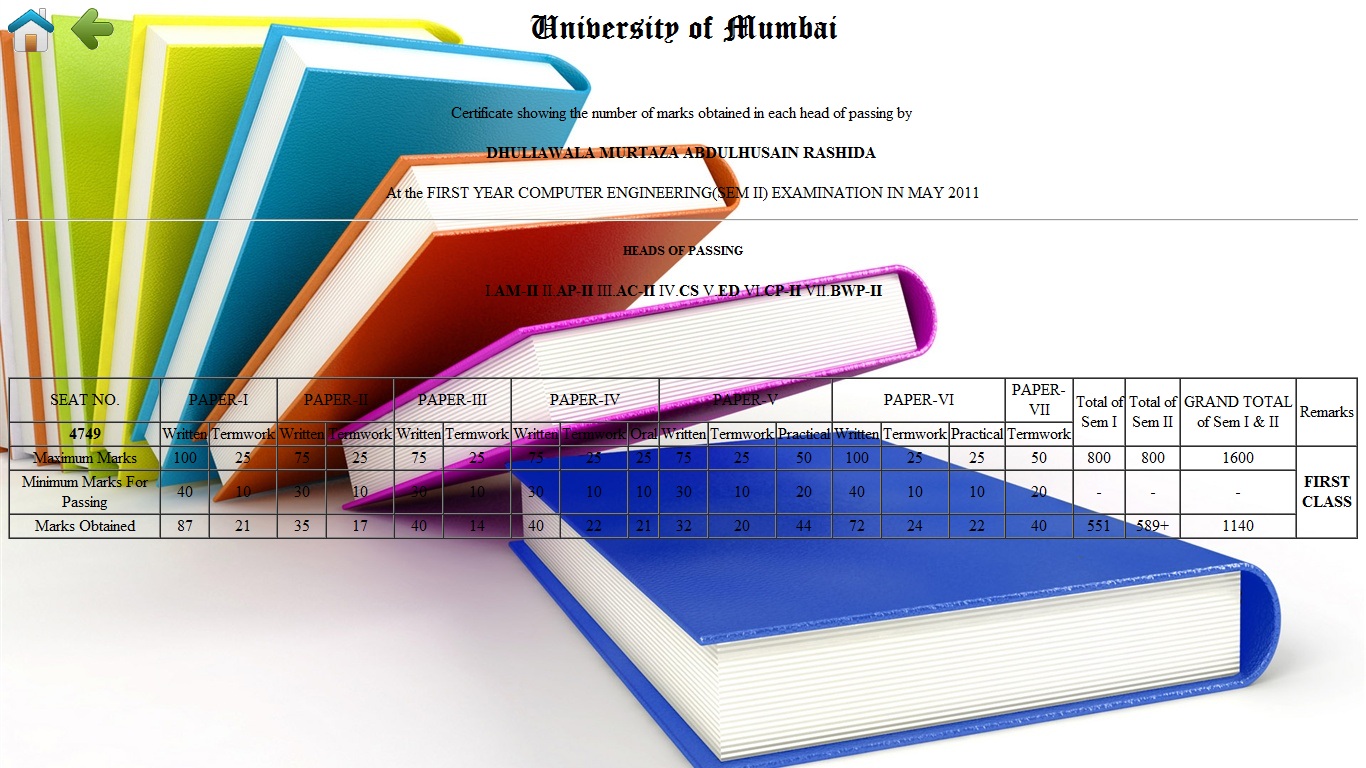 University of Mumbai
Certificate showing the number of marks obtained in each head of passing by
DHULIAWALA MURTAZA ABDULHUSAIN RASHIDA
At the FIRST YEAR COMPUTER ENGINEERING(SEM II) EXAMINATION IN MAY 2011
HEADS OF PASSING
I.AM-II II.AP-II III.AC-II IV.CS V.ED VI.CP-II VII.BWP-II
SEAT NO. PAPER-I PAPER-II PAPER-III PAPER-IV PAPER-V PAPER-VI PAPER-VII Total of Sem I Total of Sem II GRAND TOTAL of Sem I & II Remarks
4749 Written Termwork Written Termwork Written Termwork Written Termwork Oral Written Termwork Practical Written Termwork Practical Termwork
Maximum Marks 100 25 75 25 75 25 75 25 25 75 25 50 100 25 25 50 800 800 1600
Minimum Marks For Passing 40 10 30 10 30 10 30 10 10 30 10 20 40 10 10 20 - - - FIRST CLASS
Marks Obtained 87 21 35 17 40 14 40 22 21 32 20 44 72 24 22 40 551 589+ 1140